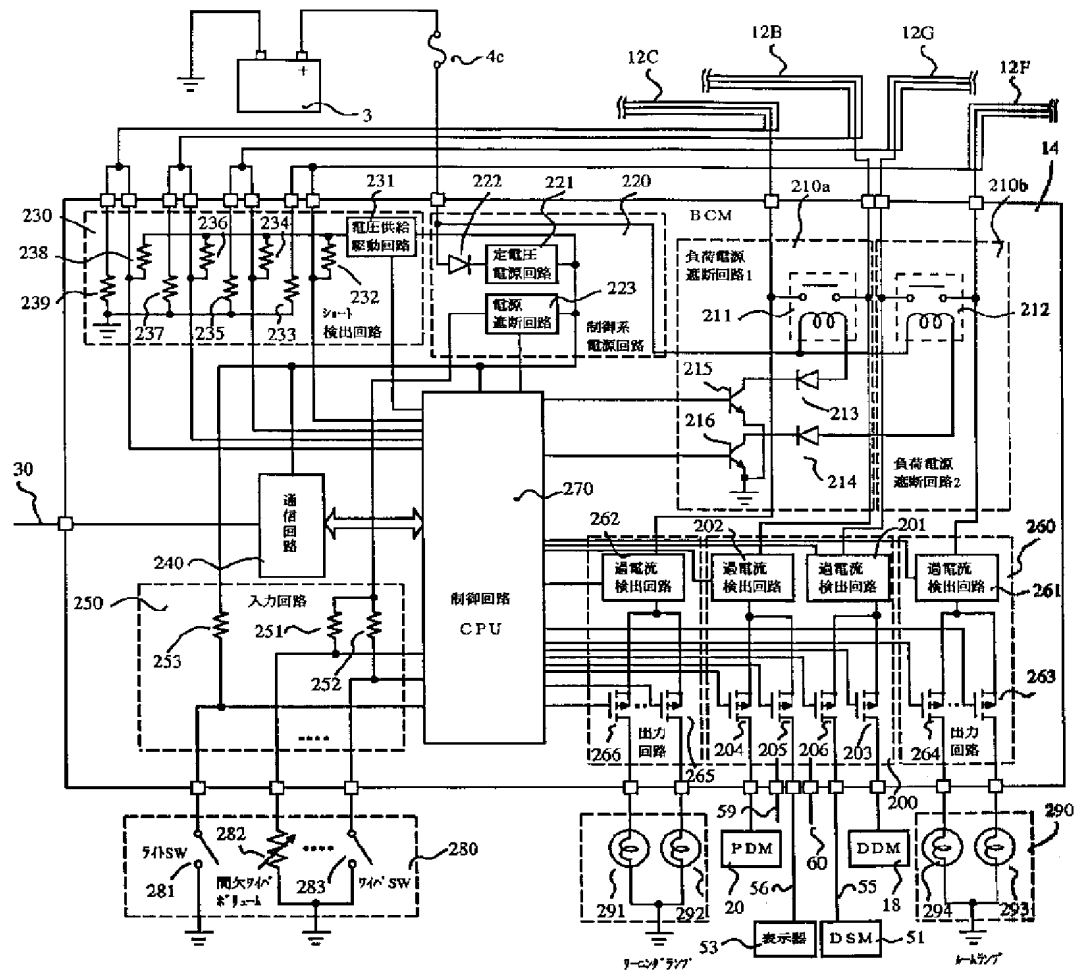 12B
12G
12C
12F
4c
+
3
14
230
231
222
221
220
210a
210b
BCM
238
236
234
電圧供給
駆動回路
定電圧
電源回路
負荷電源
遮断回路1
232
223
239
電源
遮断回路
211
212
237
235
233
ショート
検出回路
制御系
電源回路
215
213
216
214
負荷電源
遮断回路2
270
30
通信回路
240
262
202
201
260
過電流
検出回路
過電流
検出回路
過電流
検出回路
過電流
検出回路
261
250
入力回路
制御回路
CPU
251
253
252
263
266
出力
回路
265
204
205
206
203
264
出力
回路
200
59
60
282
280
ライトSW
281
間欠ワイパ
ボリューム
283
ワイパSW
290
PDM
DDM
291
292
20
56
55
18
294
293
53
表示器
DSM
51
ターニングランプ
ルームランプ